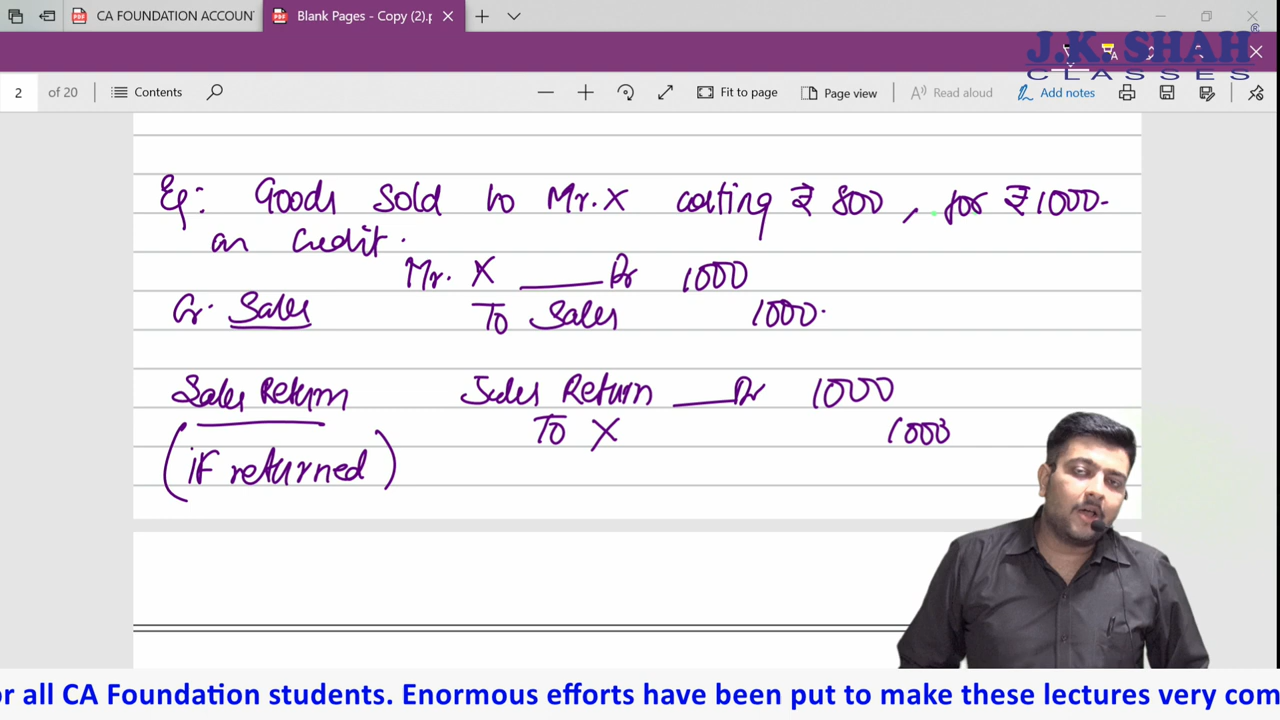 CA FOUNDATION ACCOUN
Blank Pages - Copy (2).p
J.K. SHAH®
CLASSES
2 of 20 Contents Fit to page Page view Read aloud Add notes
Eg: Goods sold to Mr. X costing ₹ 800, for ₹ 1000.
on credit.
Mr. X ____ Dr 1000
Cr. Sales To Sales 1000.
Sales Return Sales Return ____ Dr 1000
To X 1000
(if returned)
or all CA Foundation students. Enormous efforts have been put to make these lectures very com